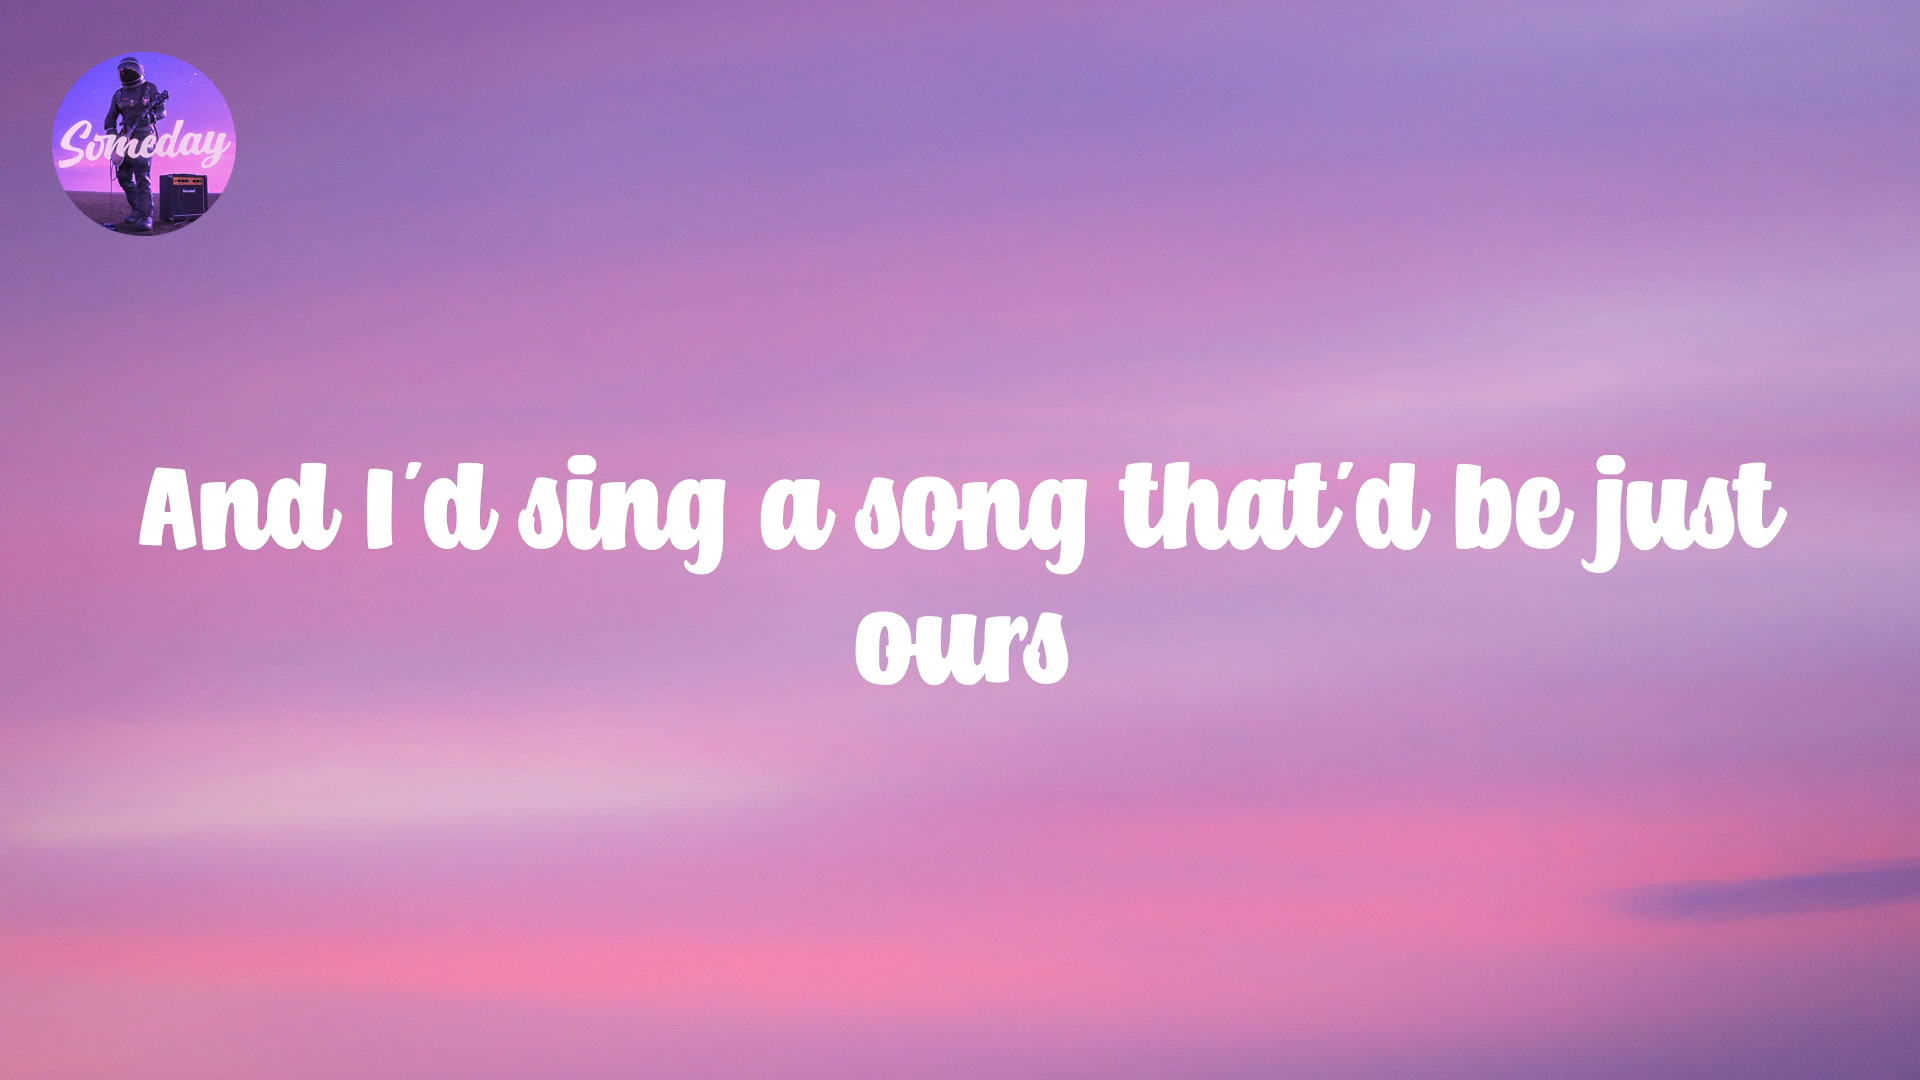 Someday
And I'd sing a song that'd be just
ours